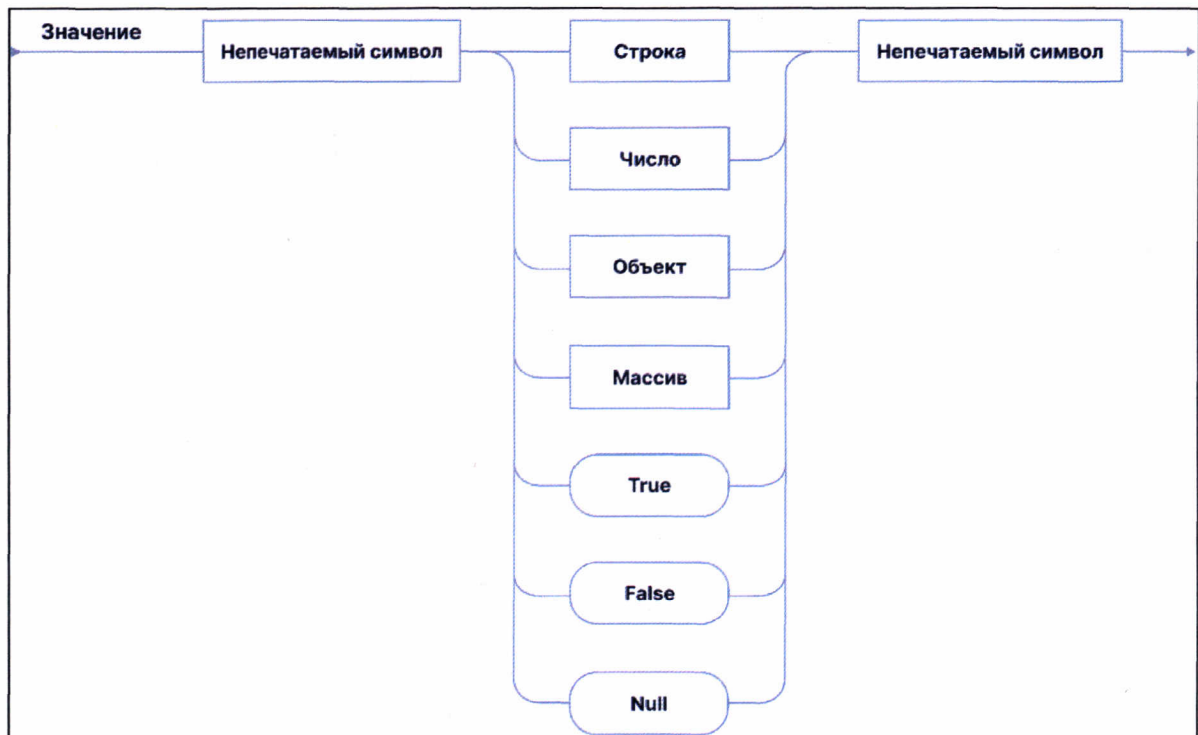 Значение
Непечатаемый символ
Строка
Непечатаемый символ
Число
Объект
Массив
True
False
Null